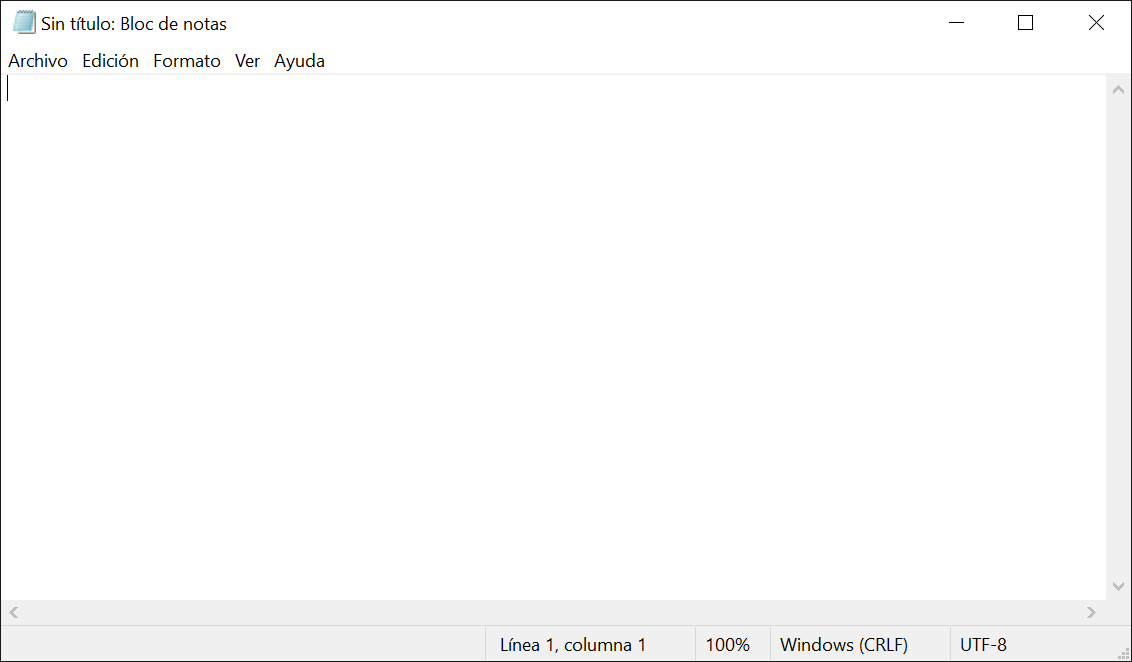 Sin título: Bloc de notas
Archivo Edición Formato Ver Ayuda
Línea 1, columna 1 100% Windows (CRLF) UTF-8